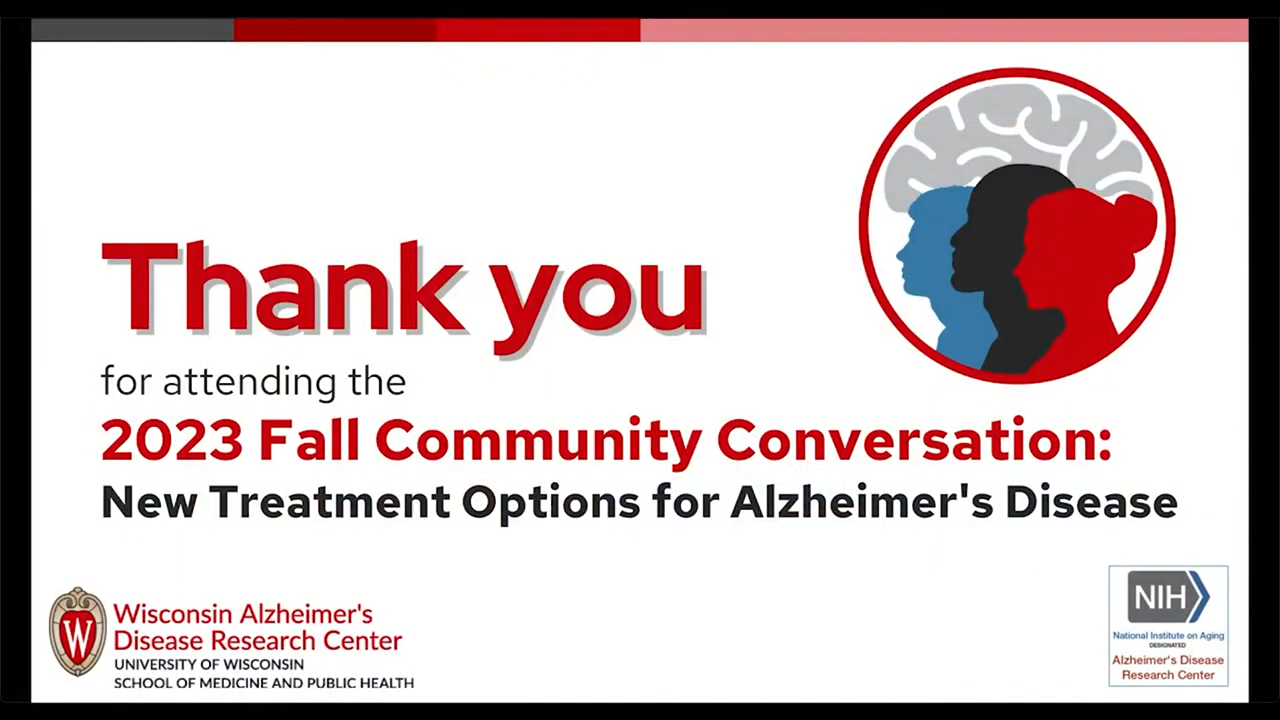 Thank you
for attending the
2023 Fall Community Conversation:
New Treatment Options for Alzheimer's Disease
W
Wisconsin Alzheimer's
Disease Research Center
UNIVERSITY OF WISCONSIN
SCHOOL OF MEDICINE AND PUBLIC HEALTH
NIH
National Institute on Aging
DESIGNATED
Alzheimer's Disease
Research Center